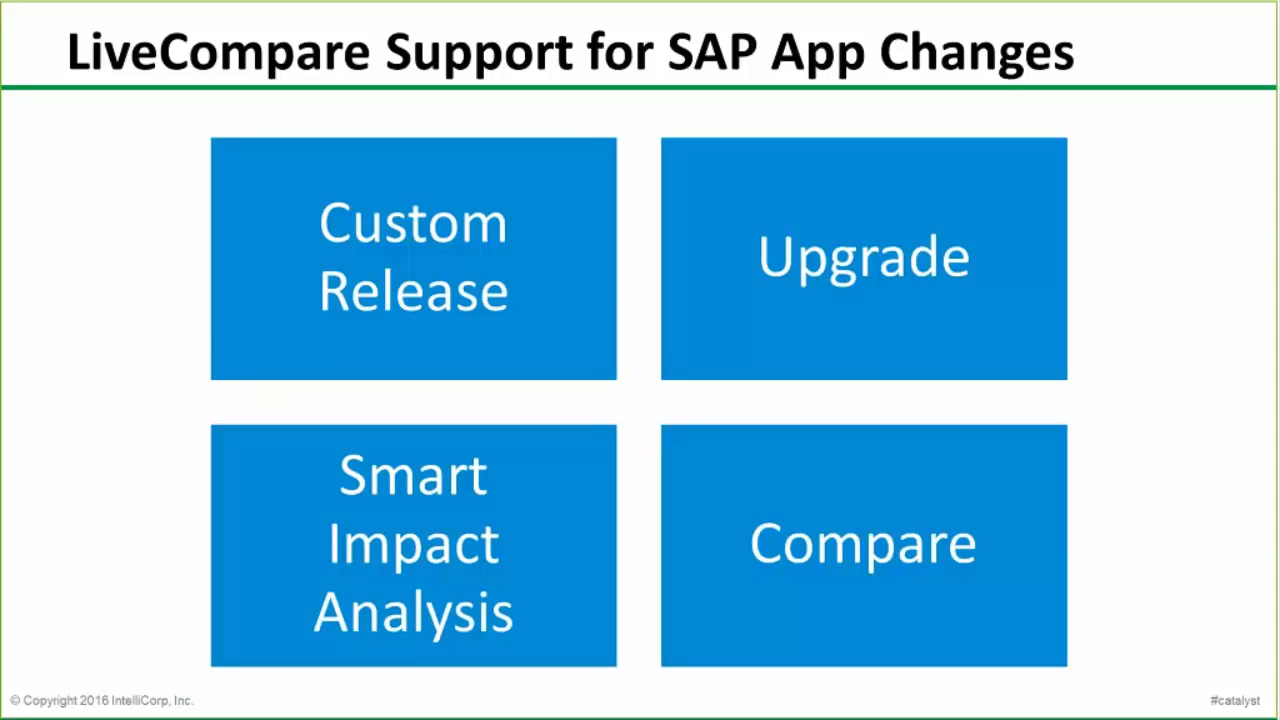 LiveCompare Support for SAP App Changes
Custom
Release
Upgrade
Smart
Impact
Analysis
Compare
© Copyright 2016 IntelliCorp, Inc.
#catalyst